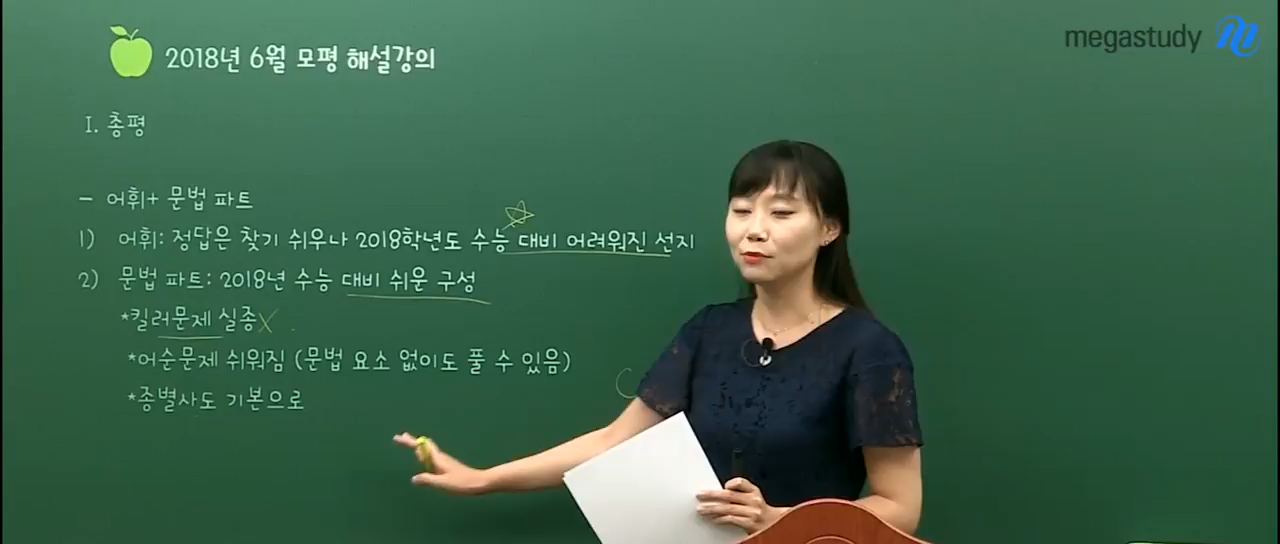 megastudy
2018년 6월 모평 해설강의
I. 총평
- 어휘+ 문법 파트
1) 어휘: 정답은 찾기 쉬우나 2018학년도 수능 대비 어려워진 선지
2) 문법 파트: 2018년 수능 대비 쉬운 구성
*킬러문제 실종
*어순문제 쉬워짐 (문법 요소 없이도 풀 수 있음)
*종별사도 기본으로